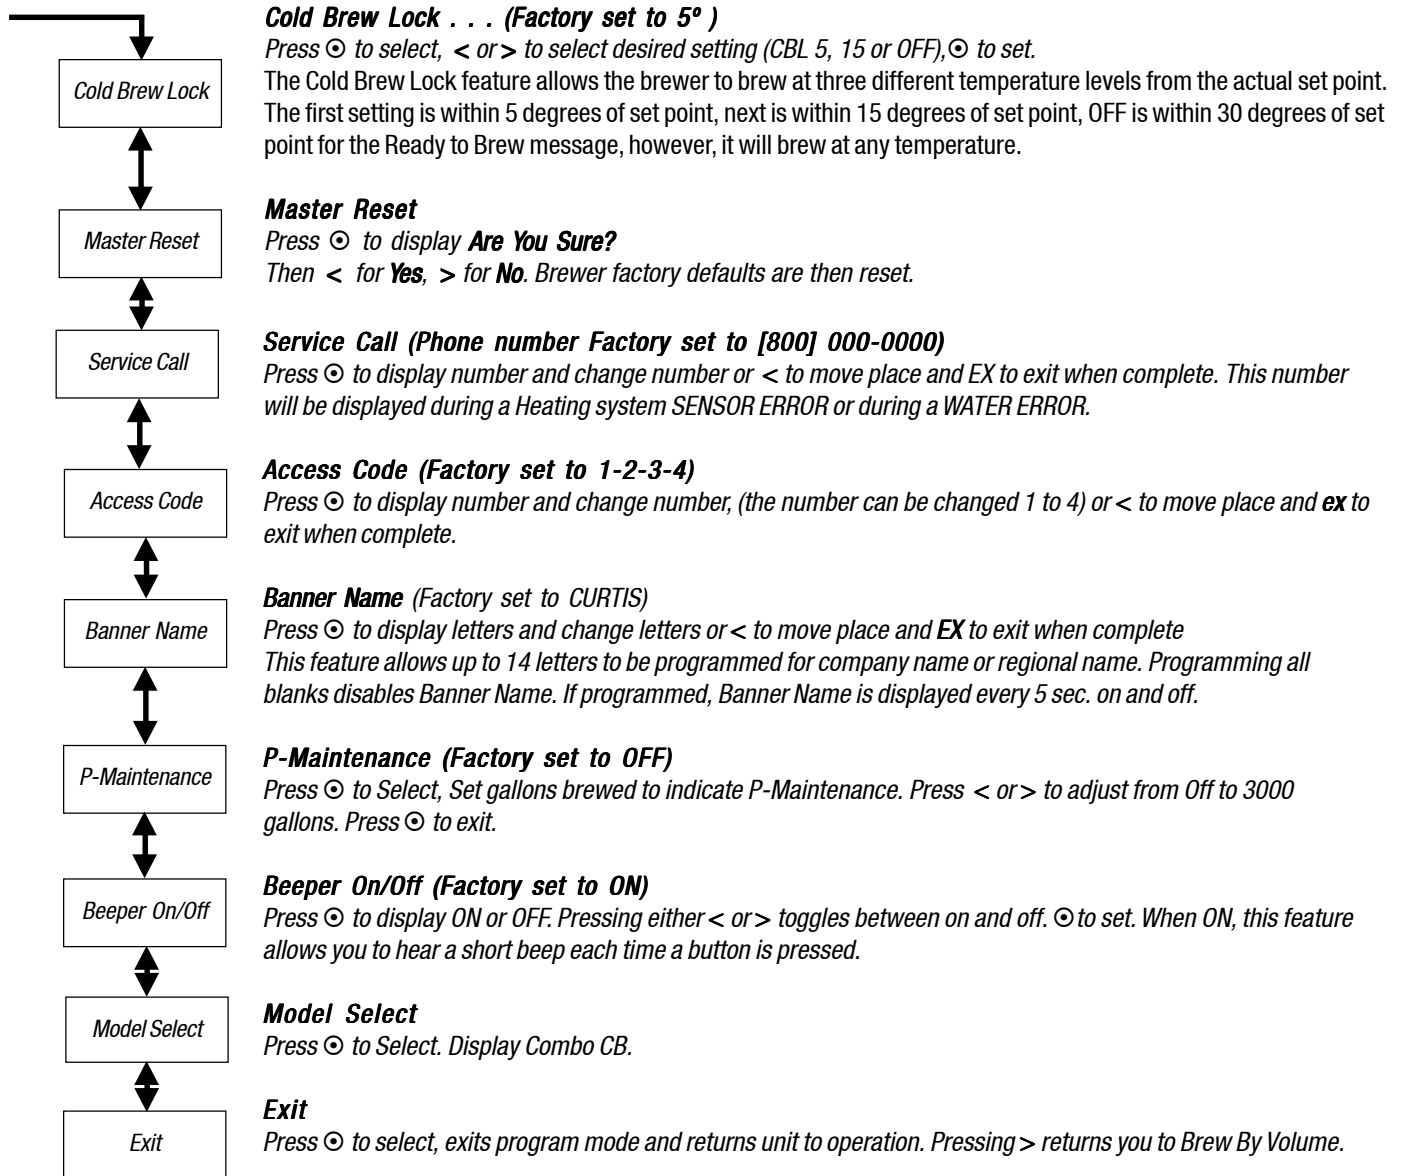 Cold Brew Lock . . . (Factory set to 5º )
Press ⊙ to select, < or > to select desired setting (CBL 5, 15 or OFF),⊙ to set.
Cold Brew Lock
The Cold Brew Lock feature allows the brewer to brew at three different temperature levels from the actual set point.
The first setting is within 5 degrees of set point, next is within 15 degrees of set point, OFF is within 30 degrees of set
point for the Ready to Brew message, however, it will brew at any temperature.
Master Reset
Master Reset
Press ⊙ to display Are You Sure?
Then < for Yes, > for No. Brewer factory defaults are then reset.
Service Call
Service Call (Phone number Factory set to [800] 000-0000)
Press ⊙ to display number and change number or < to move place and EX to exit when complete. This number
will be displayed during a Heating system SENSOR ERROR or during a WATER ERROR.
Access Code
Access Code (Factory set to 1-2-3-4)
Press ⊙ to display number and change number, (the number can be changed 1 to 4) or < to move place and ex to
exit when complete.
Banner Name
Banner Name (Factory set to CURTIS)
Press ⊙ to display letters and change letters or < to move place and EX to exit when complete
This feature allows up to 14 letters to be programmed for company name or regional name. Programming all
blanks disables Banner Name. If programmed, Banner Name is displayed every 5 sec. on and off.
P-Maintenance
P-Maintenance (Factory set to OFF)
Press ⊙ to Select, Set gallons brewed to indicate P-Maintenance. Press < or > to adjust from Off to 3000
gallons. Press ⊙ to exit.
Beeper On/Off
Beeper On/Off (Factory set to ON)
Press ⊙ to display ON or OFF. Pressing either < or > toggles between on and off. ⊙ to set. When ON, this feature
allows you to hear a short beep each time a button is pressed.
Model Select
Model Select
Press ⊙ to Select. Display Combo CB.
Exit
Exit
Press ⊙ to select, exits program mode and returns unit to operation. Pressing > returns you to Brew By Volume.